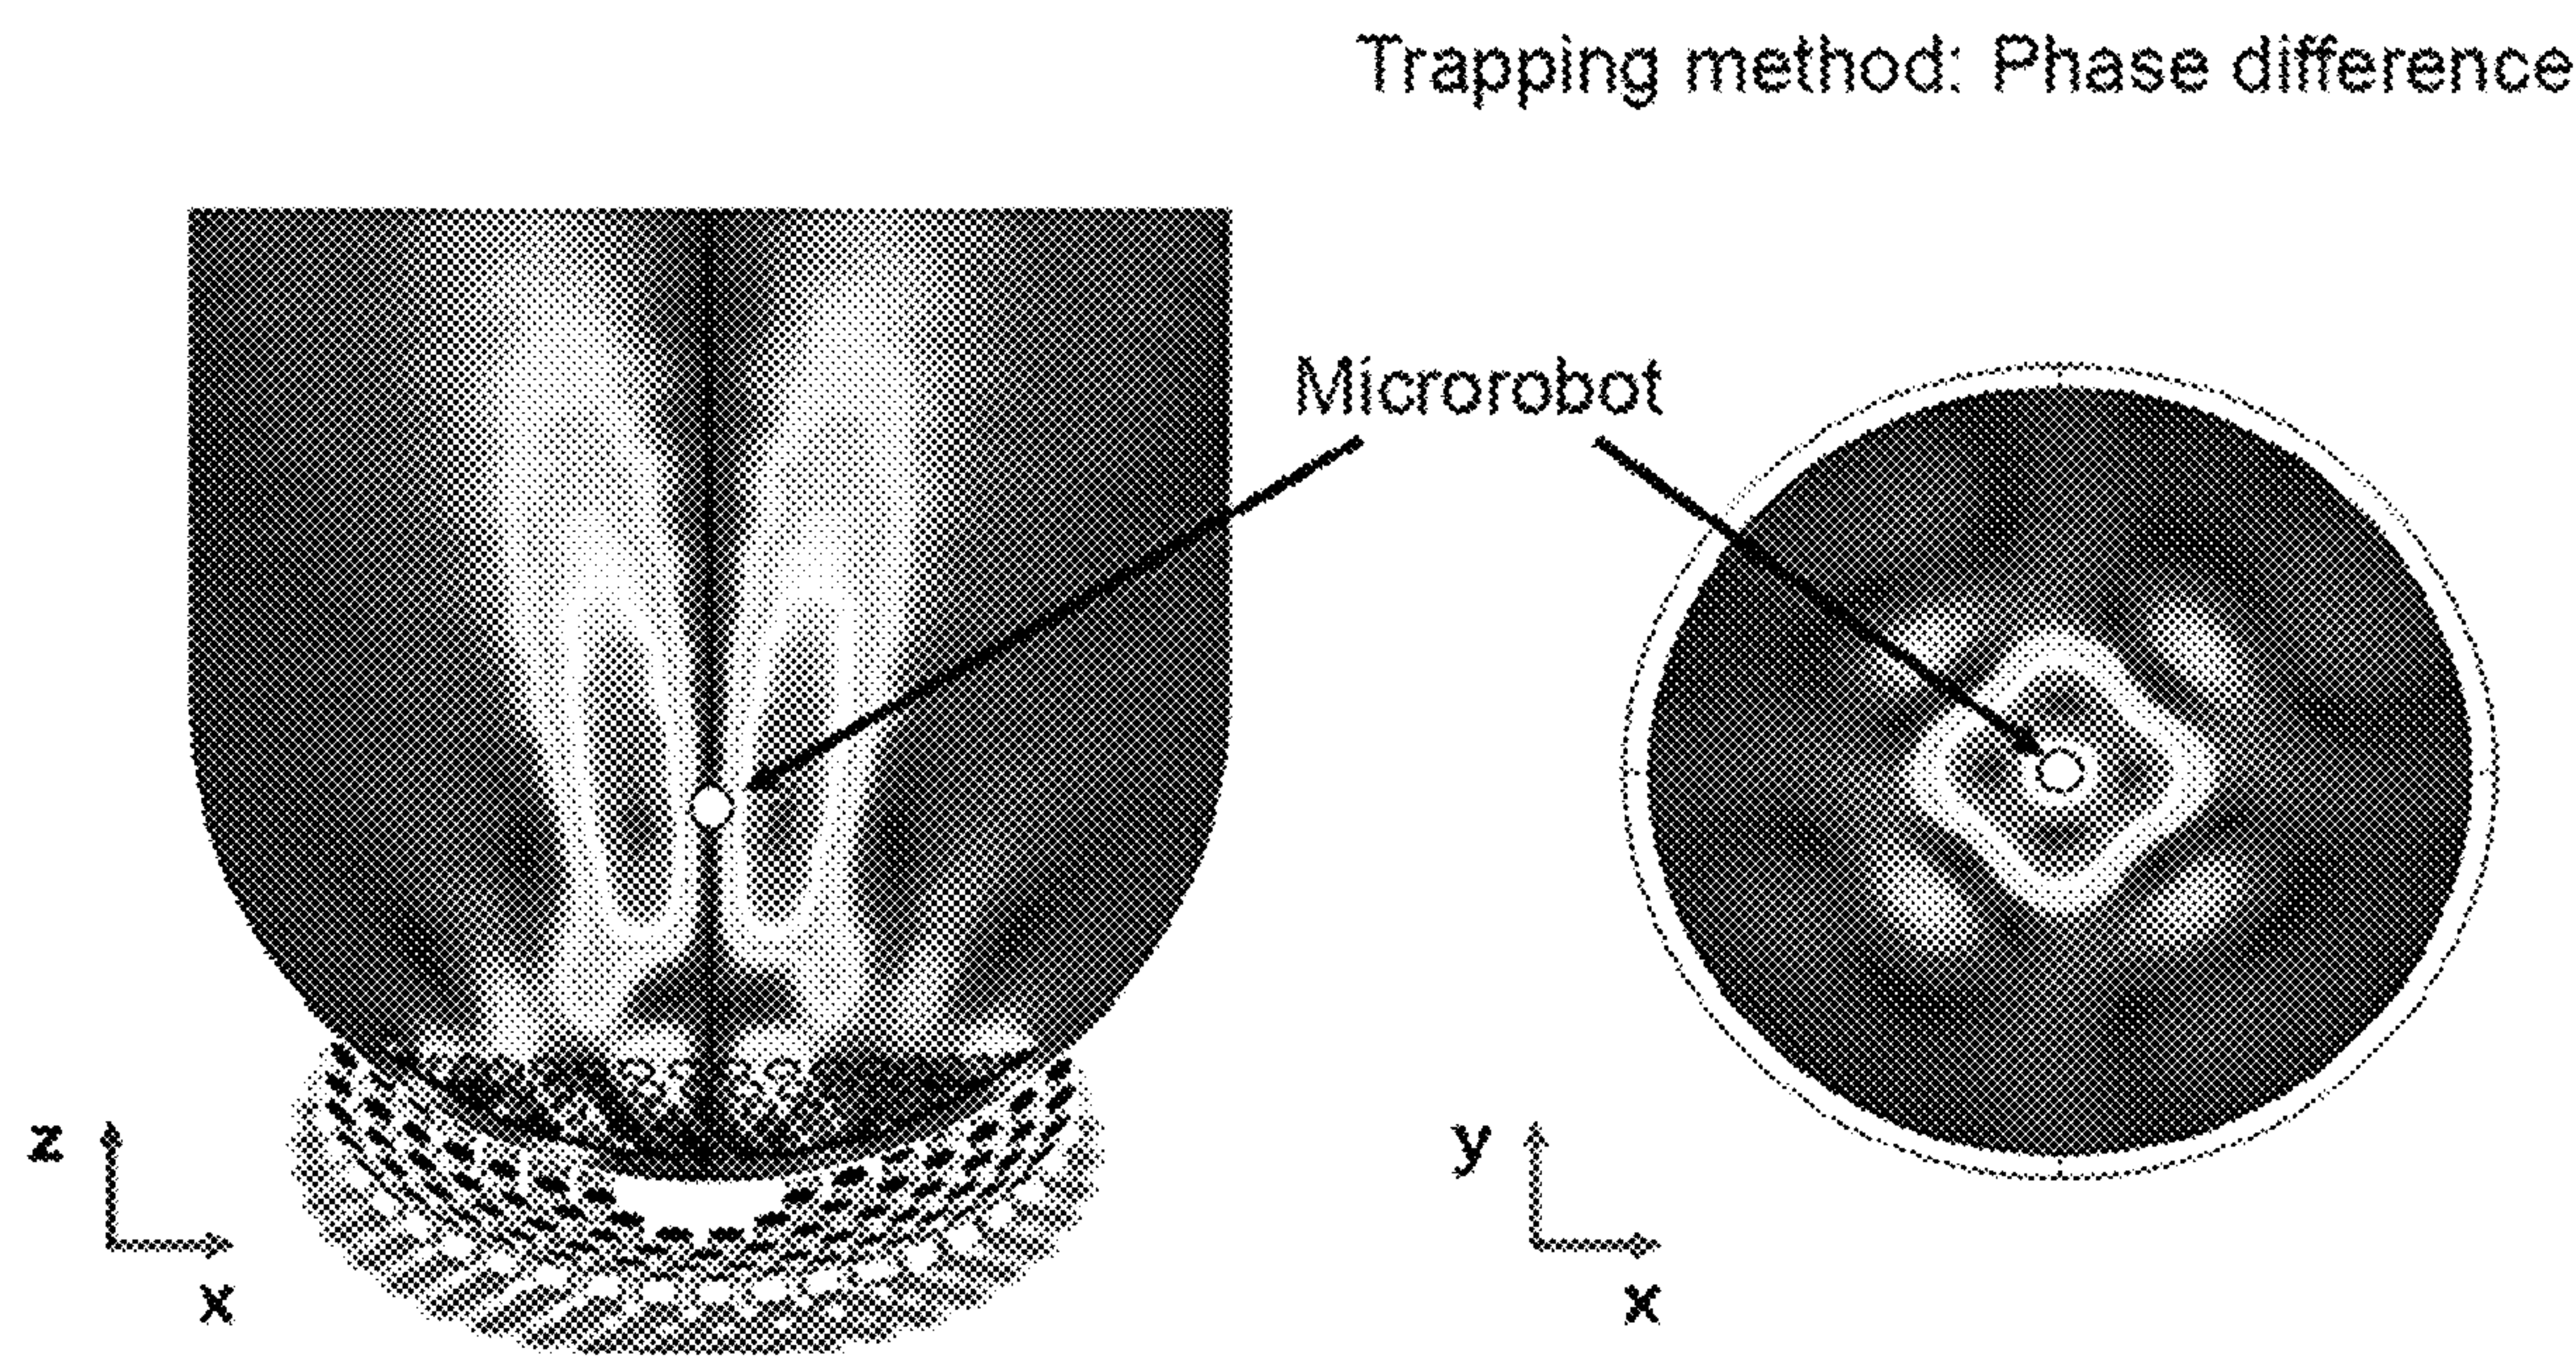 Trapping method: Phase difference
Microrobot
z
x
y
x